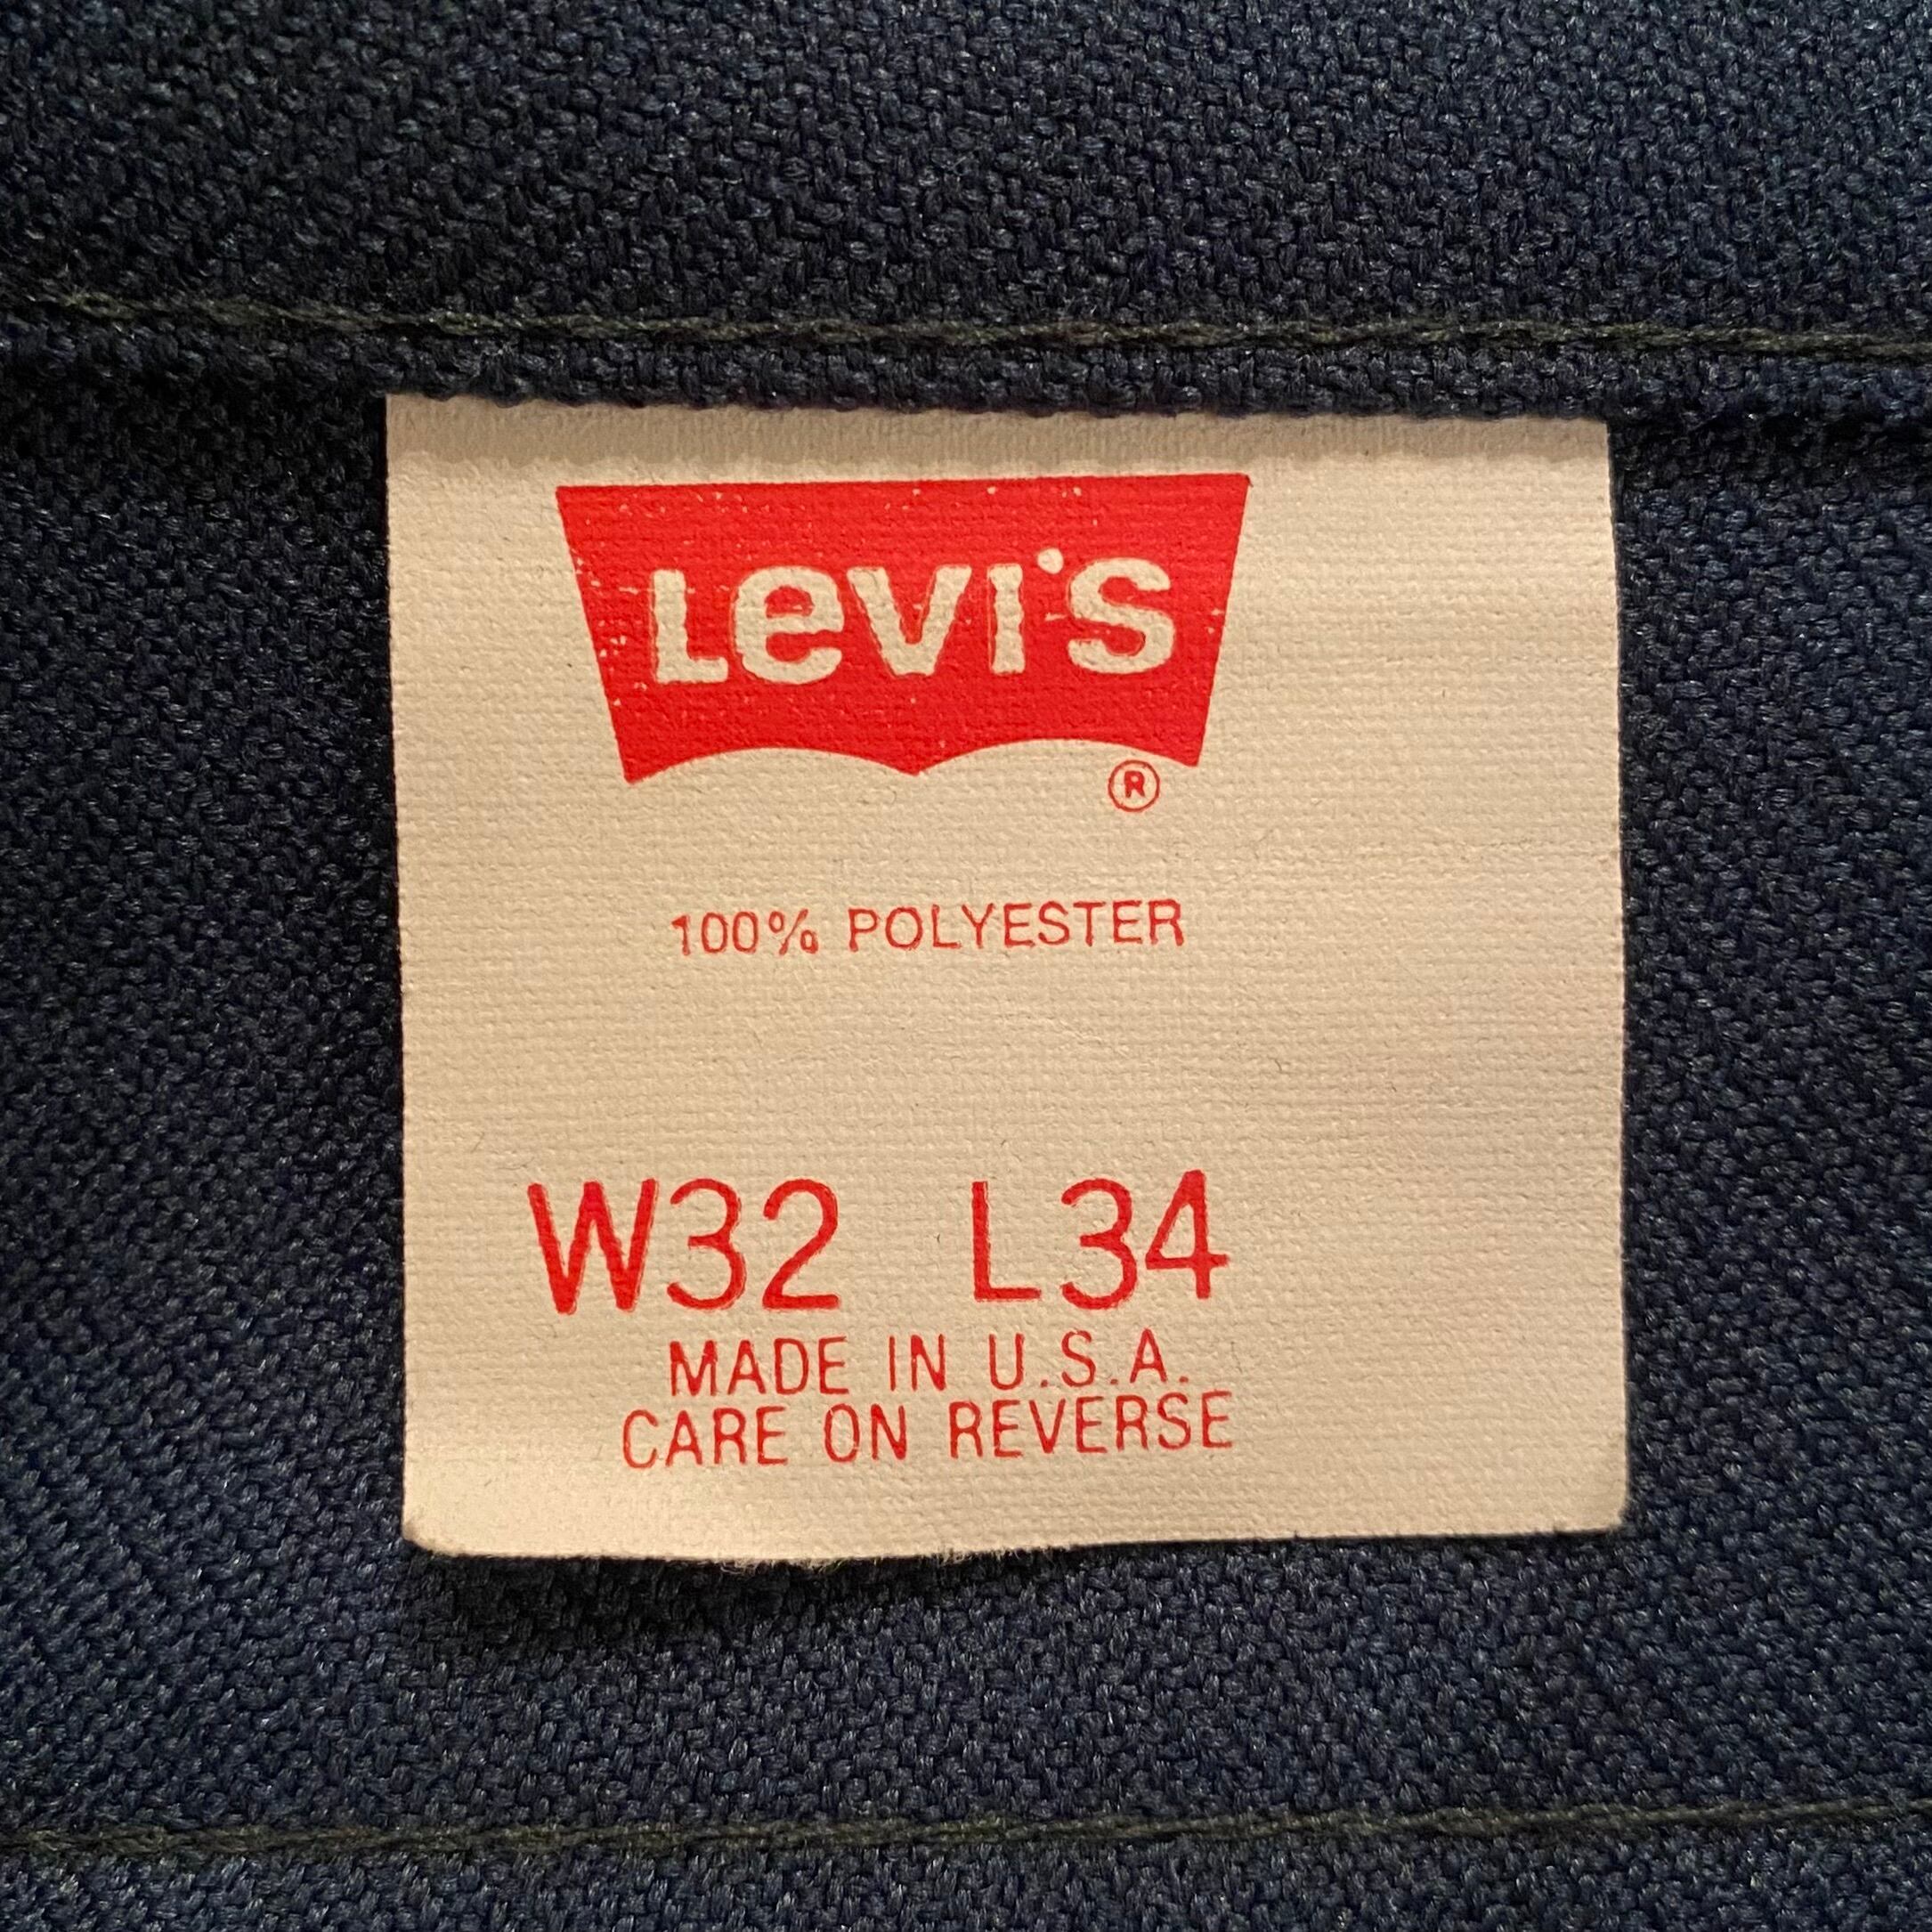 Levi's
®
100% POLYESTER
W32 L34
MADE IN U.S.A.
CARE ON REVERSE